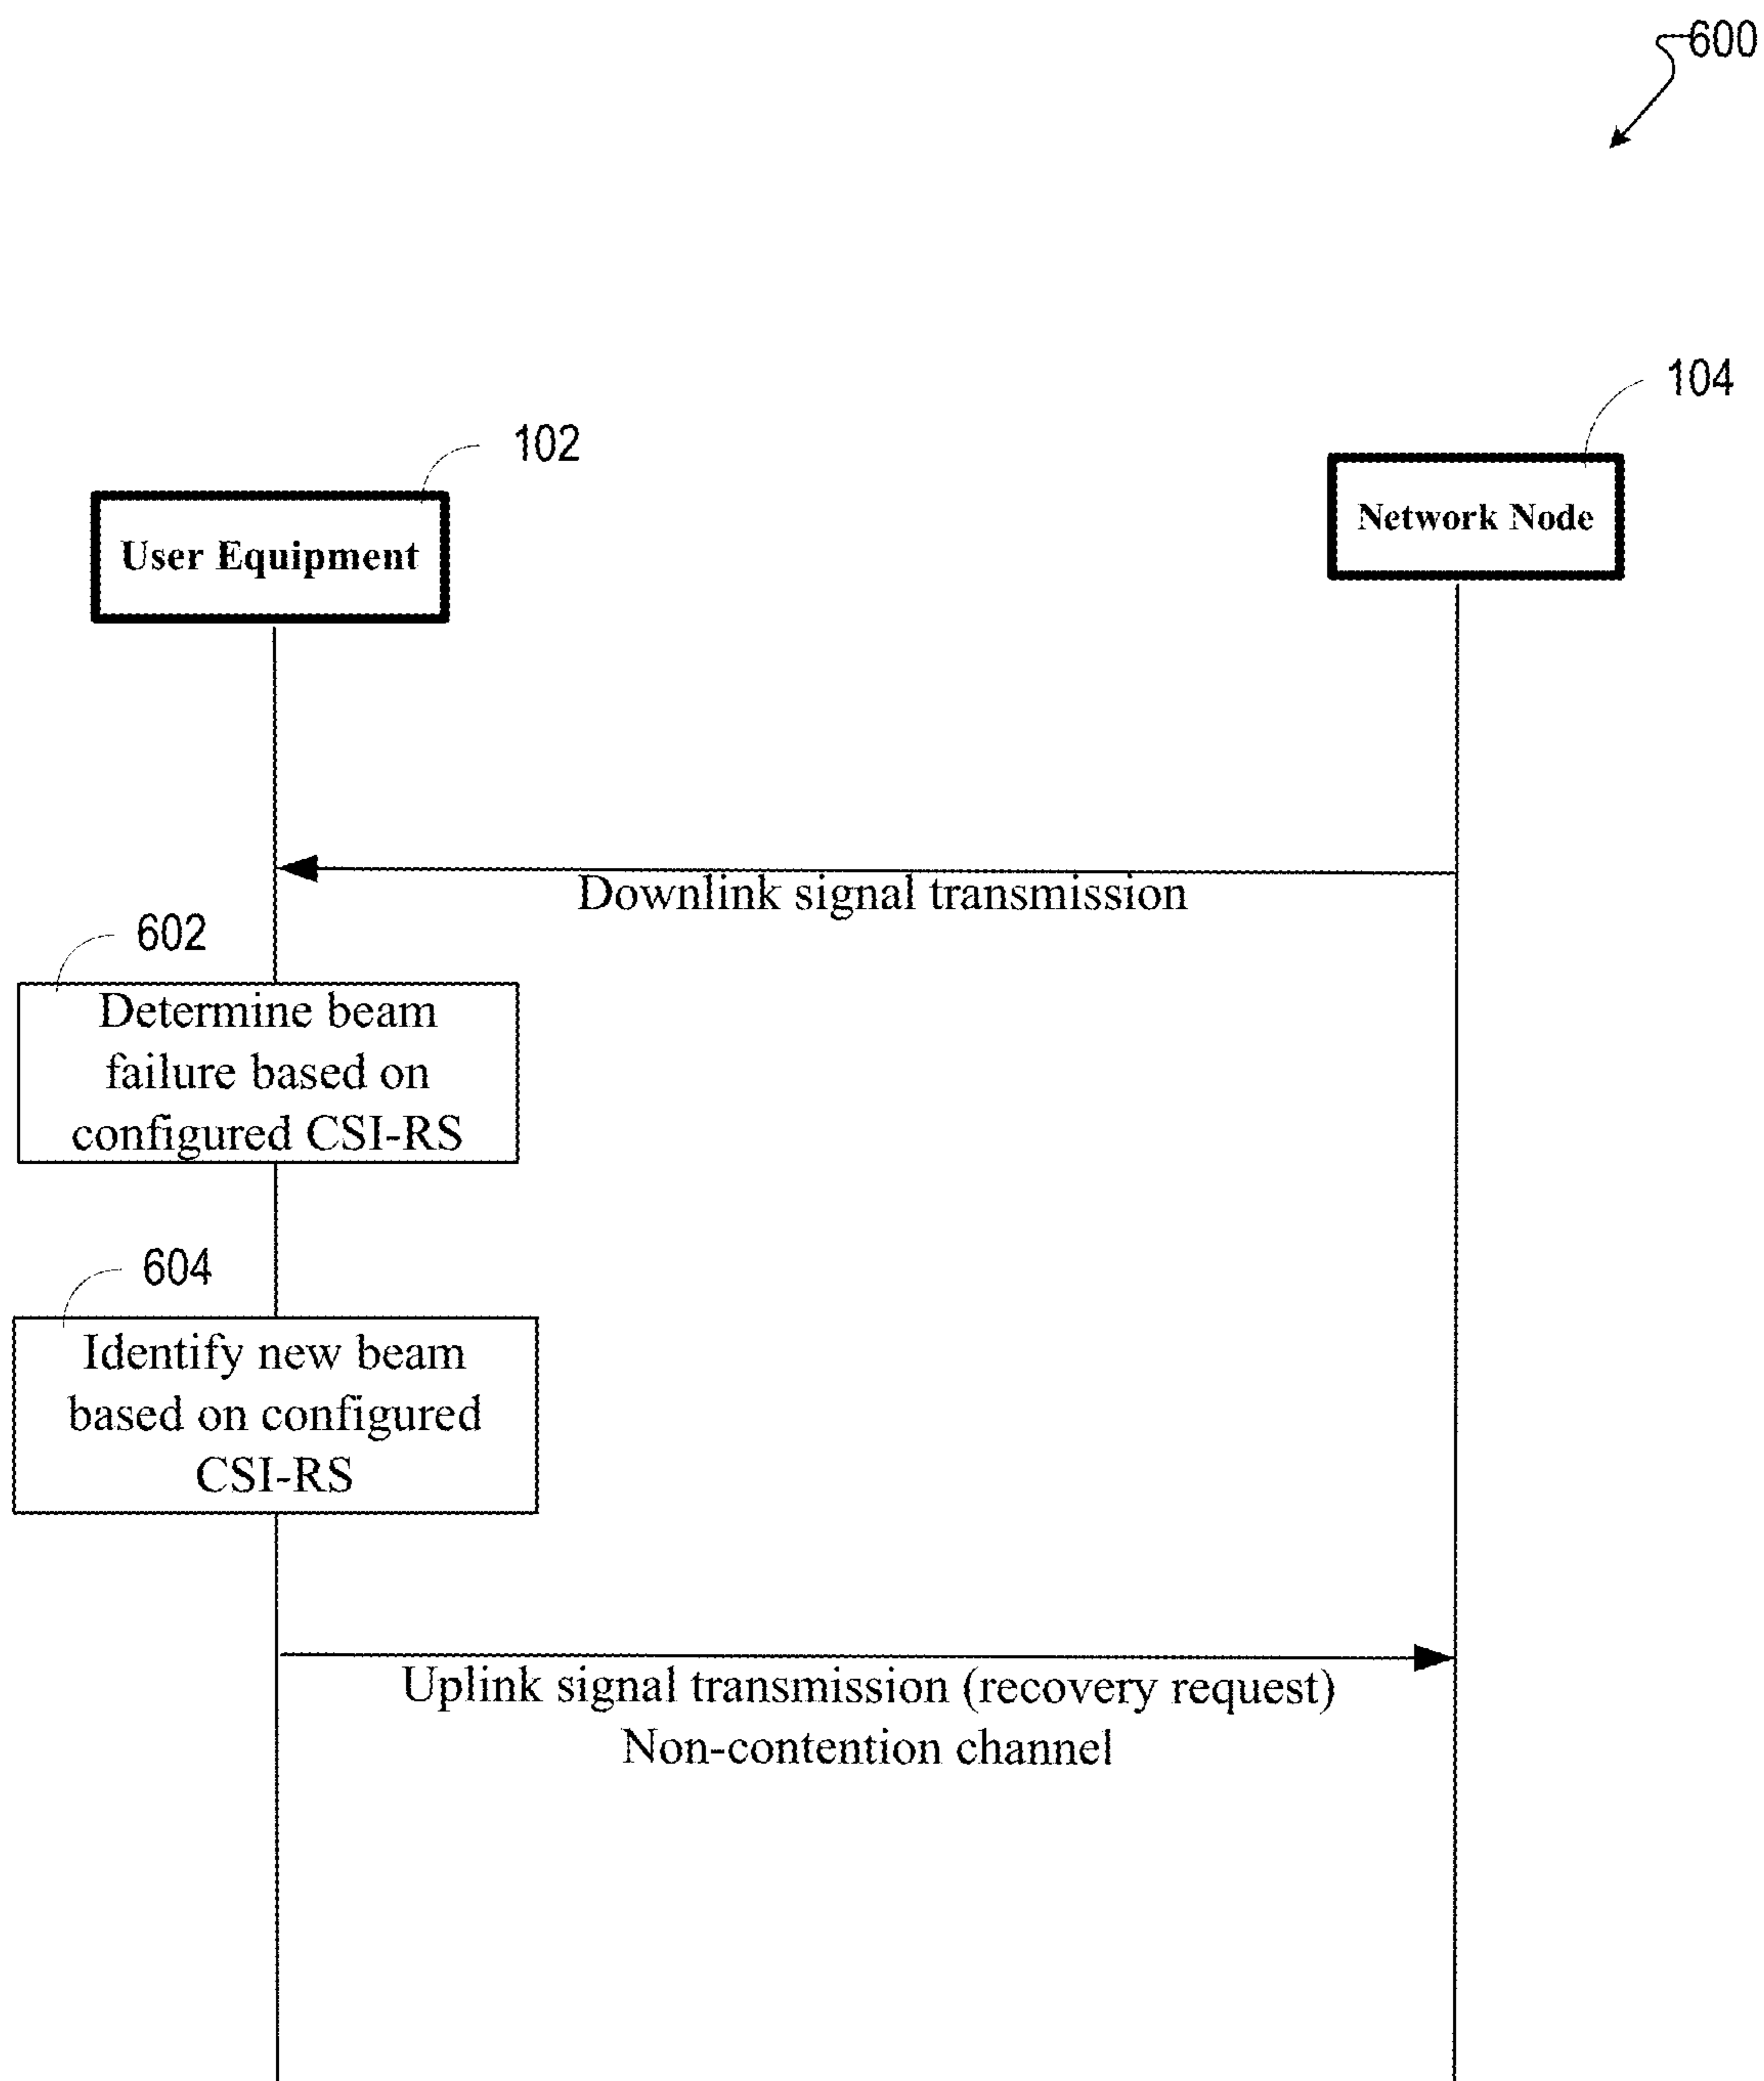 600
104
102
Network Node
User Equipment
Downlink signal transmission
602
Determine beam
failure based on
configured CSI-RS
604
Identify new beam
based on configured
CSI-RS
Uplink signal transmission (recovery request)
Non-contention channel